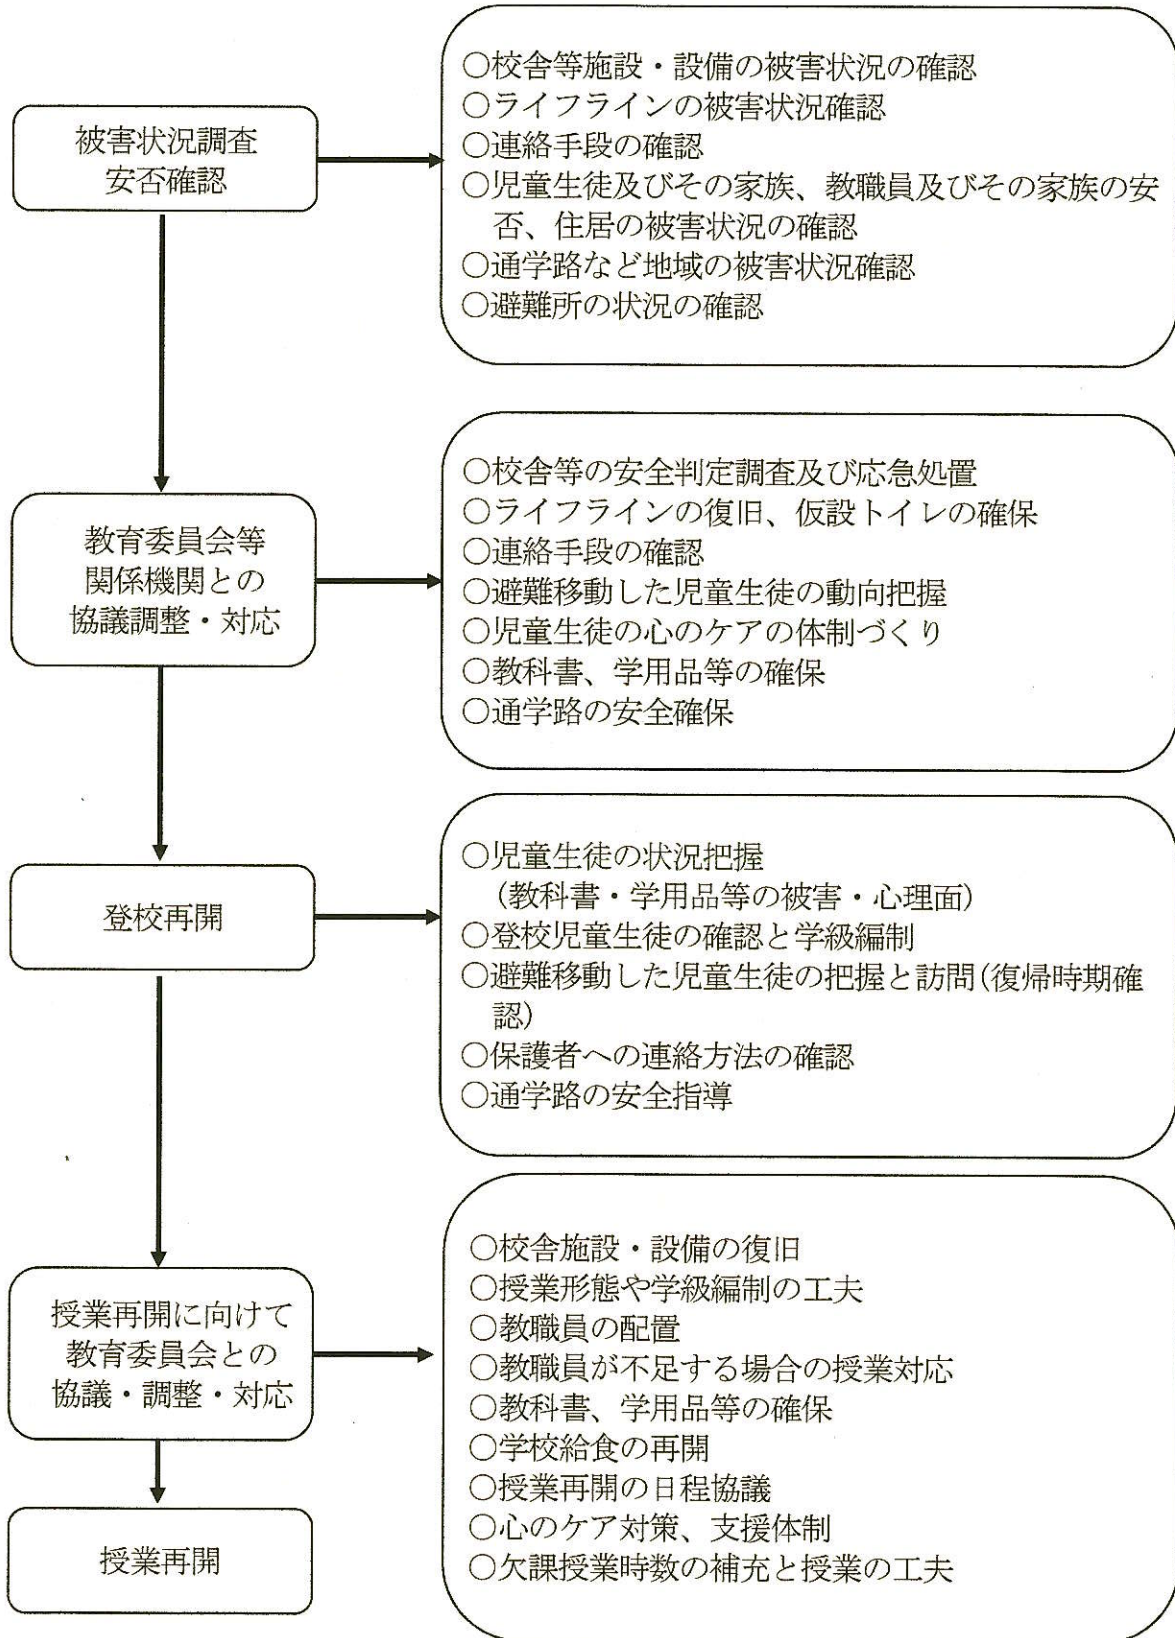 被害状況調査
安否確認
○校舎等施設・設備の被害状況の確認
○ライフラインの被害状況確認
○連絡手段の確認
○児童生徒及びその家族、教職員及びその家族の安
否、住居の被害状況の確認
○通学路など地域の被害状況確認
○避難所の状況の確認
教育委員会等
関係機関との
協議調整・対応
○校舎等の安全判定調査及び応急処置
○ライフラインの復旧、仮設トイレの確保
○連絡手段の確認
○避難移動した児童生徒の動向把握
○児童生徒の心のケアの体制づくり
○教科書、学用品等の確保
○通学路の安全確保
登校再開
○児童生徒の状況把握
(教科書・学用品等の被害・心理面)
○登校児童生徒の確認と学級編制
○避難移動した児童生徒の把握と訪問(復帰時期確
認)
○保護者への連絡方法の確認
○通学路の安全指導
授業再開に向けて
教育委員会との
協議・調整・対応
○校舎施設・設備の復旧
○授業形態や学級編制の工夫
○教職員の配置
○教職員が不足する場合の授業対応
○教科書、学用品等の確保
○学校給食の再開
○授業再開の日程協議
○心のケア対策、支援体制
○欠課授業時数の補充と授業の工夫
授業再開